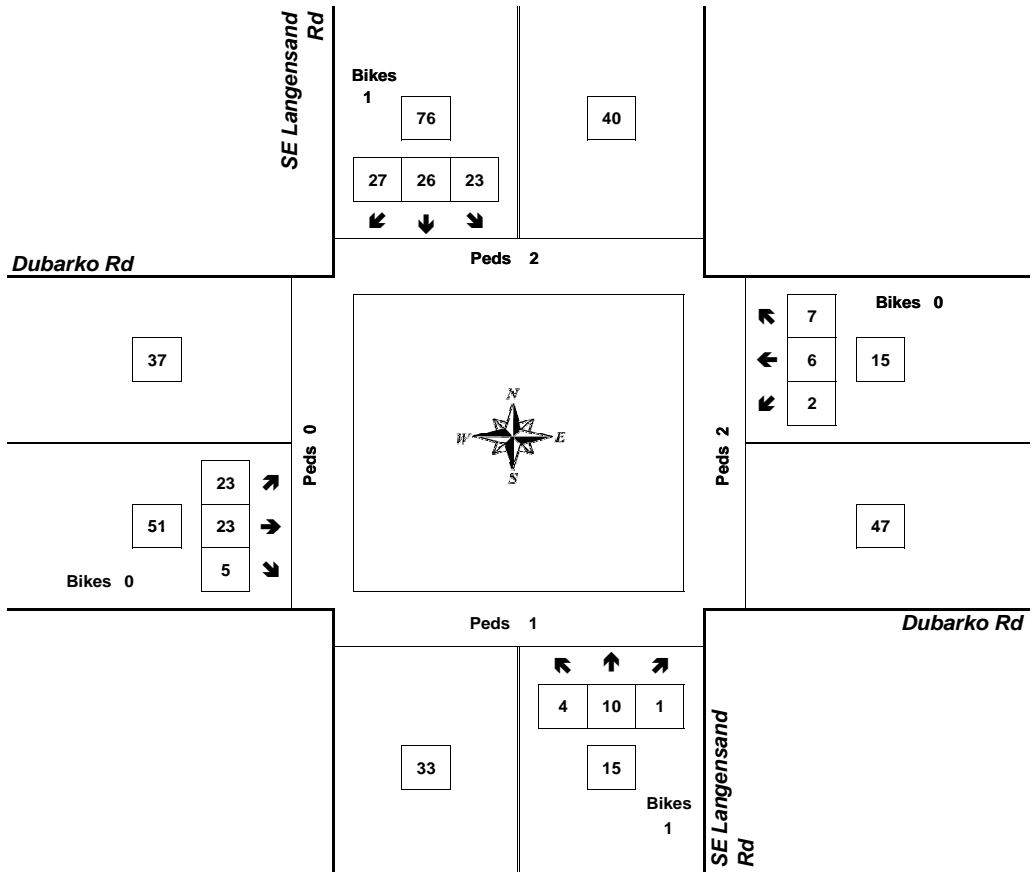 SE Langensand
Rd
Bikes
1
76
40
27 26 23
Dubarko Rd
Peds 2
Bikes 0
7
37
6
15
2
N
W E
S
Peds 0
Peds 2
23
51
23
47
5
Bikes 0
Peds 1
Dubarko Rd
4 10 1
33
15
Bikes
1
SE Langensand
Rd